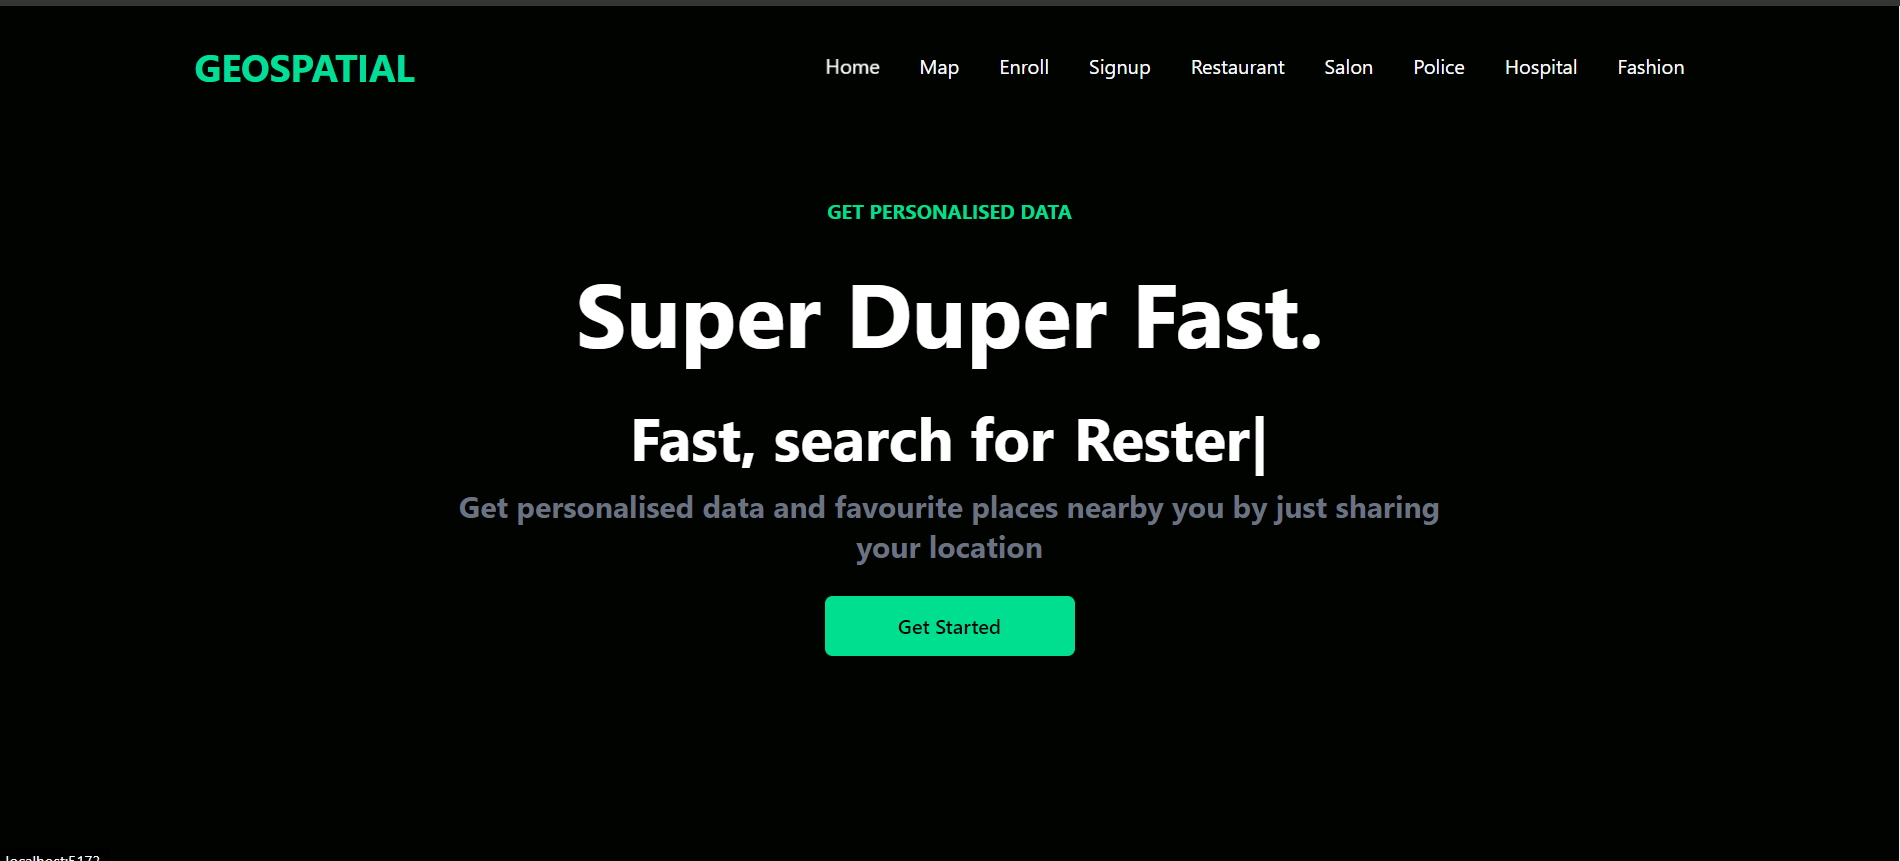 GEOSPATIAL
Home Map Enroll Signup Restaurant Salon Police Hospital Fashion
GET PERSONALISED DATA
Super Duper Fast.
Fast, search for Rester|
Get personalised data and favourite places nearby you by just sharing
your location
Get Started
localhost:5173